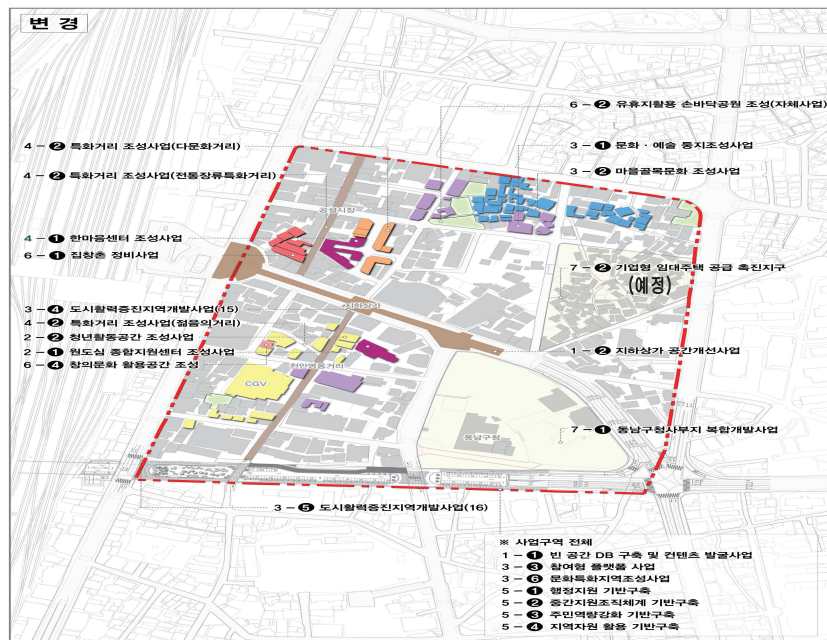 변 경
6 – ❷ 유휴지활용 손바닥공원 조성(자체사업)
4 – ❷ 특화거리 조성사업(다문화거리)
3 – ❶ 문화 · 예술 둥지조성사업
4 – ❷ 특화거리 조성사업(전통장류특화거리)
3 – ❷ 마을골목문화 조성사업
공설시장
4 – ❶ 한마음센터 조성사업
6 – ❶ 집창촌 정비사업
7 – ❷ 기업형 임대주택 공급 촉진지구
(예정)
3 – ❹ 도시활력증진지역개발사업(15)
지하상가
4 – ❷ 특화거리 조성사업(젊음의거리)
2 – ❷ 청년활동공간 조성사업
2 – ❶ 원도심 종합지원센터 조성사업
1 – ❷ 지하상가 공간개선사업
6 – ❹ 창의문화 활용공간 조성
천안명동거리
CGV
7 – ❶ 동남구청사부지 복합개발사업
동남구청
3 – ❺ 도시활력증진지역개발사업(16)
※ 사업구역 전체
1 – ❶ 빈 공간 DB 구축 및 컨텐츠 발굴사업
3 – ❸ 참여형 플랫폼 사업
3 – ❻ 문화특화지역조성사업
5 – ❶ 행정지원 기반구축
5 – ❷ 중간지원조직체계 기반구축
5 – ❸ 주민역량강화 기반구축
5 – ❹ 지역자원 활용 기반구축